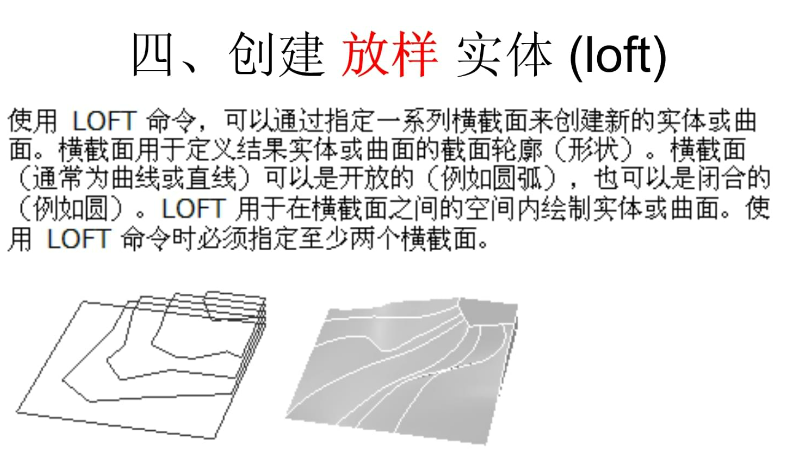 四、创建 放样 实体 (loft)
使用 LOFT 命令，可以通过指定一系列横截面来创建新的实体或曲
面。横截面用于定义结果实体或曲面的截面轮廓（形状）。横截面
（通常为曲线或直线）可以是开放的（例如圆弧），也可以是闭合的
（例如圆）。LOFT 用于在横截面之间的空间内绘制实体或曲面。使
用 LOFT 命令时必须指定至少两个横截面。